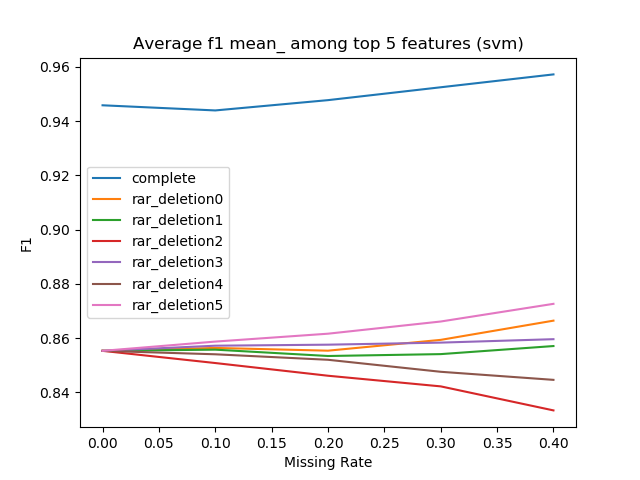 Average f1 mean_ among top 5 features (svm)
0.96
0.94
0.92
0.90
0.88
0.86
0.84
F1
complete
rar_deletion0
rar_deletion1
rar_deletion2
rar_deletion3
rar_deletion4
rar_deletion5
0.00 0.05 0.10 0.15 0.20 0.25 0.30 0.35 0.40
Missing Rate